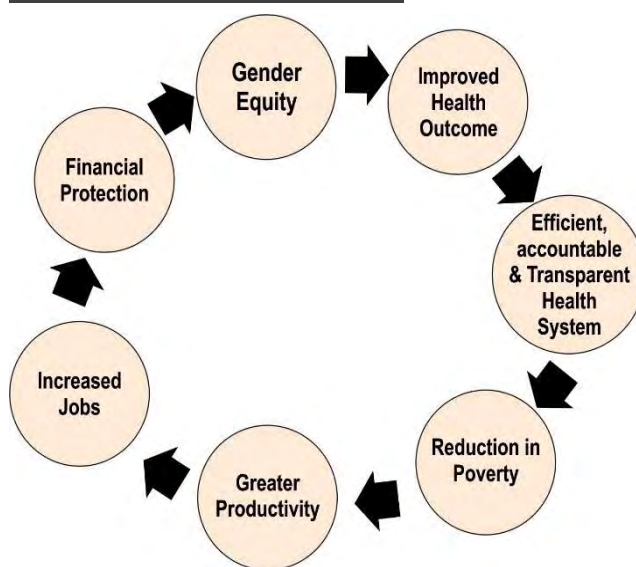 Gender
Equity
Improved
Health
Outcome
Efficient,
accountable
& Transparent
Health
System
Reduction in
Poverty
Greater
Productivity
Increased
Jobs
Financial
Protection